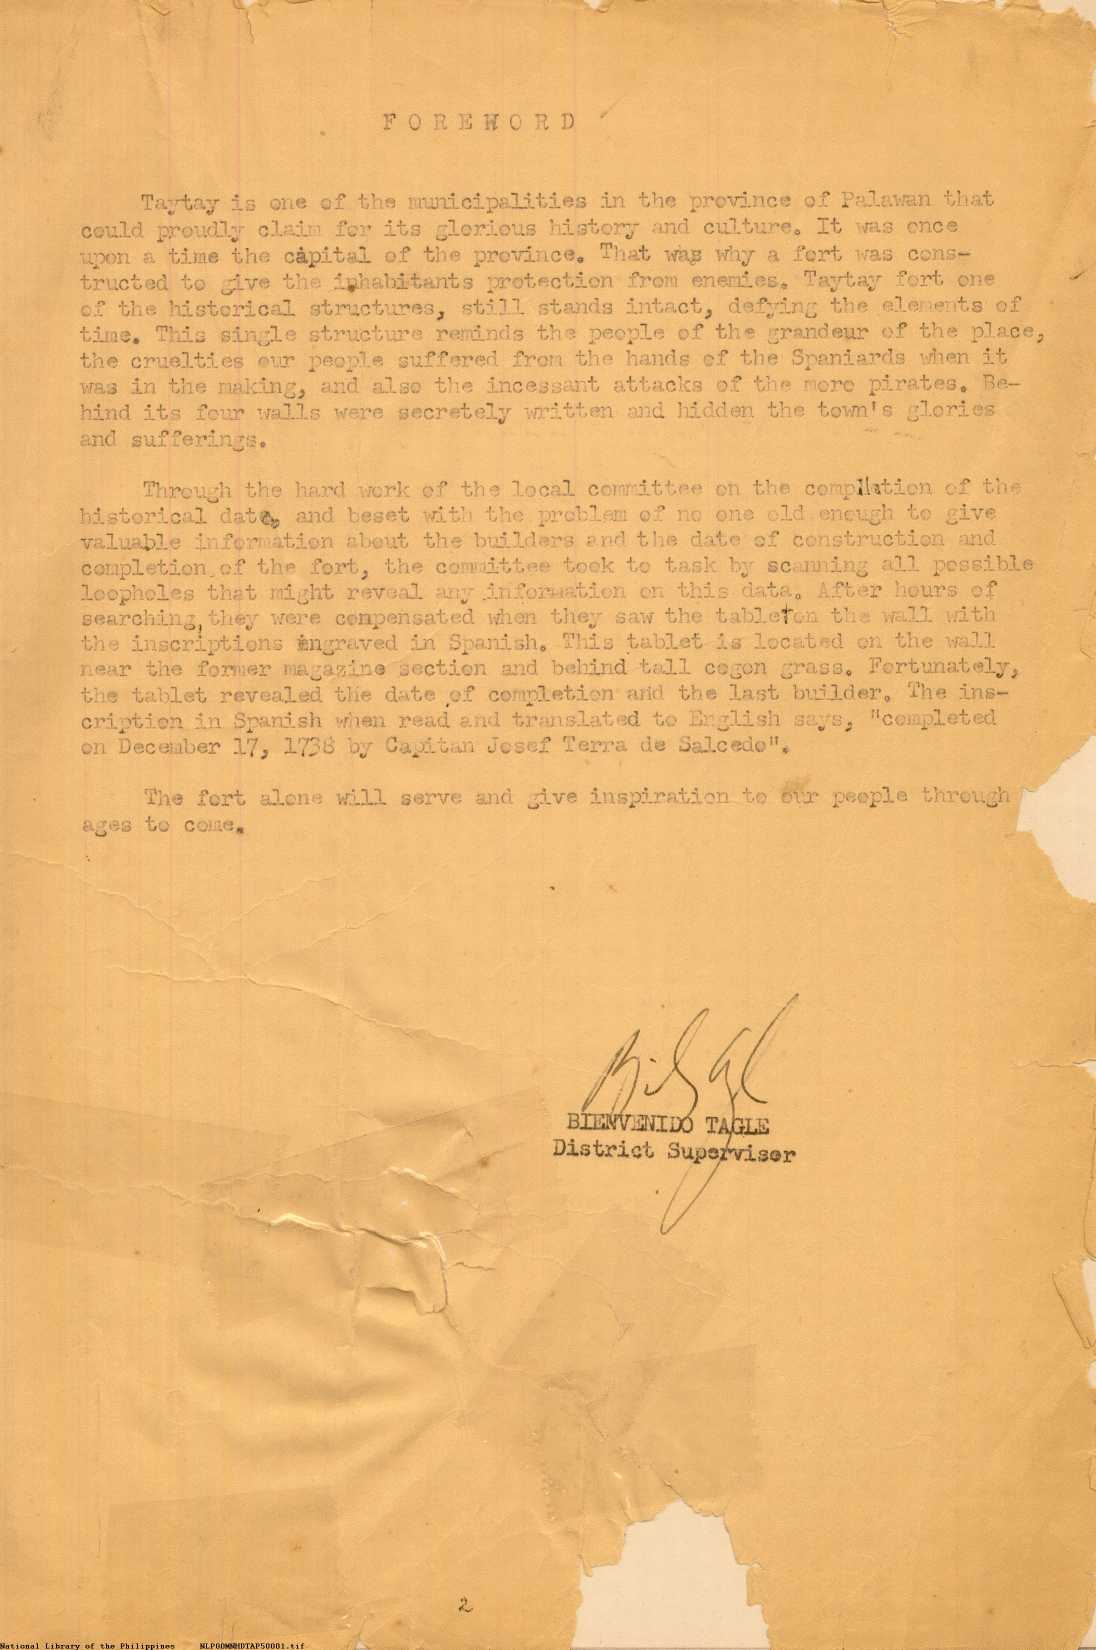 FOREWORD
Taytay is one of the municipalities in the province of Palawan that
could proudly claim for its glorious history and culture. It was once
upon a time the capital of the province. That was why a fort was cons-
tructed to give the inhabitants protection from enemies. Taytay fort one
of the historical structures, still stands intact, defying the elements of
time. This single structure reminds the people of the grandeur of the place,
the cruelties our people suffered from the hands of the Spaniards when it
was in the making, and also the incessant attacks of the moro pirates. Be-
hind its four walls were secretely written and hidden the town's glories
and sufferings.
Through the hard work of the local committee on the compilation of the
historical data, and beset with the problem of no one old enough to give
valuable information about the builders and the date of construction and
completion of the fort, the committee took to task by scanning all possible
loopholes that might reveal any information on this data. After hours of
searching, they were compensated when they saw the tablet on the wall with
the inscriptions engraved in Spanish. This tablet is located on the wall
near the former magazine section and behind tall cogon grass. Fortunately,
the tablet revealed the date of completion and the last builder. The ins-
cription in Spanish when read and translated to English says, "completed
on December 17, 1738 by Capitan Josef Terra de Salcedo".
The fort alone will serve and give inspiration to our people through
ages to come.
BIENVENIDO TAGLE
District Supervisor
2
National Library of the Philippines NLP00MNHDTAP50001.tif